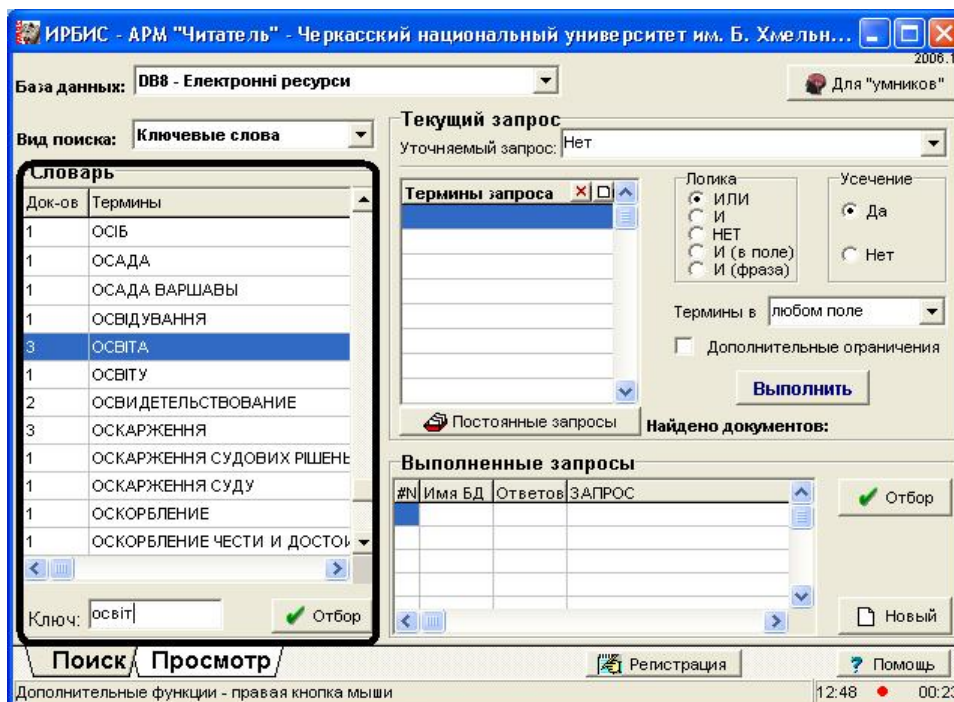 ИРБИС - АРМ "Читатель" - Черкасский национальный университет им. Б. Хмельн...
2006.1
База данных: DB8 - Електронні ресурси
Для "умников"
Вид поиска: Ключевые слова
Словарь
Док-ов Термины
1 ОСІБ
1 ОСАДА
1 ОСАДА ВАРШАВЫ
1 ОСВІДУВАННЯ
3 ОСВІТА
1 ОСВІТУ
2 ОСВИДЕТЕЛЬСТВОВАНИЕ
3 ОСКАРЖЕННЯ
1 ОСКАРЖЕННЯ СУДОВИХ РІШЕНЬ
1 ОСКАРЖЕННЯ СУДУ
1 ОСКОРБЛЕНИЕ
1 ОСКОРБЛЕНИЕ ЧЕСТИ И ДОСТОИ
Ключ: освіт
Отбор
Текущий запрос
Уточняемый запрос: Нет
Термины запроса
Логика
ИЛИ
И
НЕТ
И (в поле)
И (фраза)
Усечение
Да
Нет
Термины в любом поле
Дополнительные ограничения
Выполнить
Постоянные запросы
Найдено документов:
Выполненные запросы
#N Имя БД Ответов ЗАПРОС
Отбор
Новый
Поиск Просмотр
Регистрация
Помощь
Дополнительные функции - правая кнопка мыши
12:48 00:23